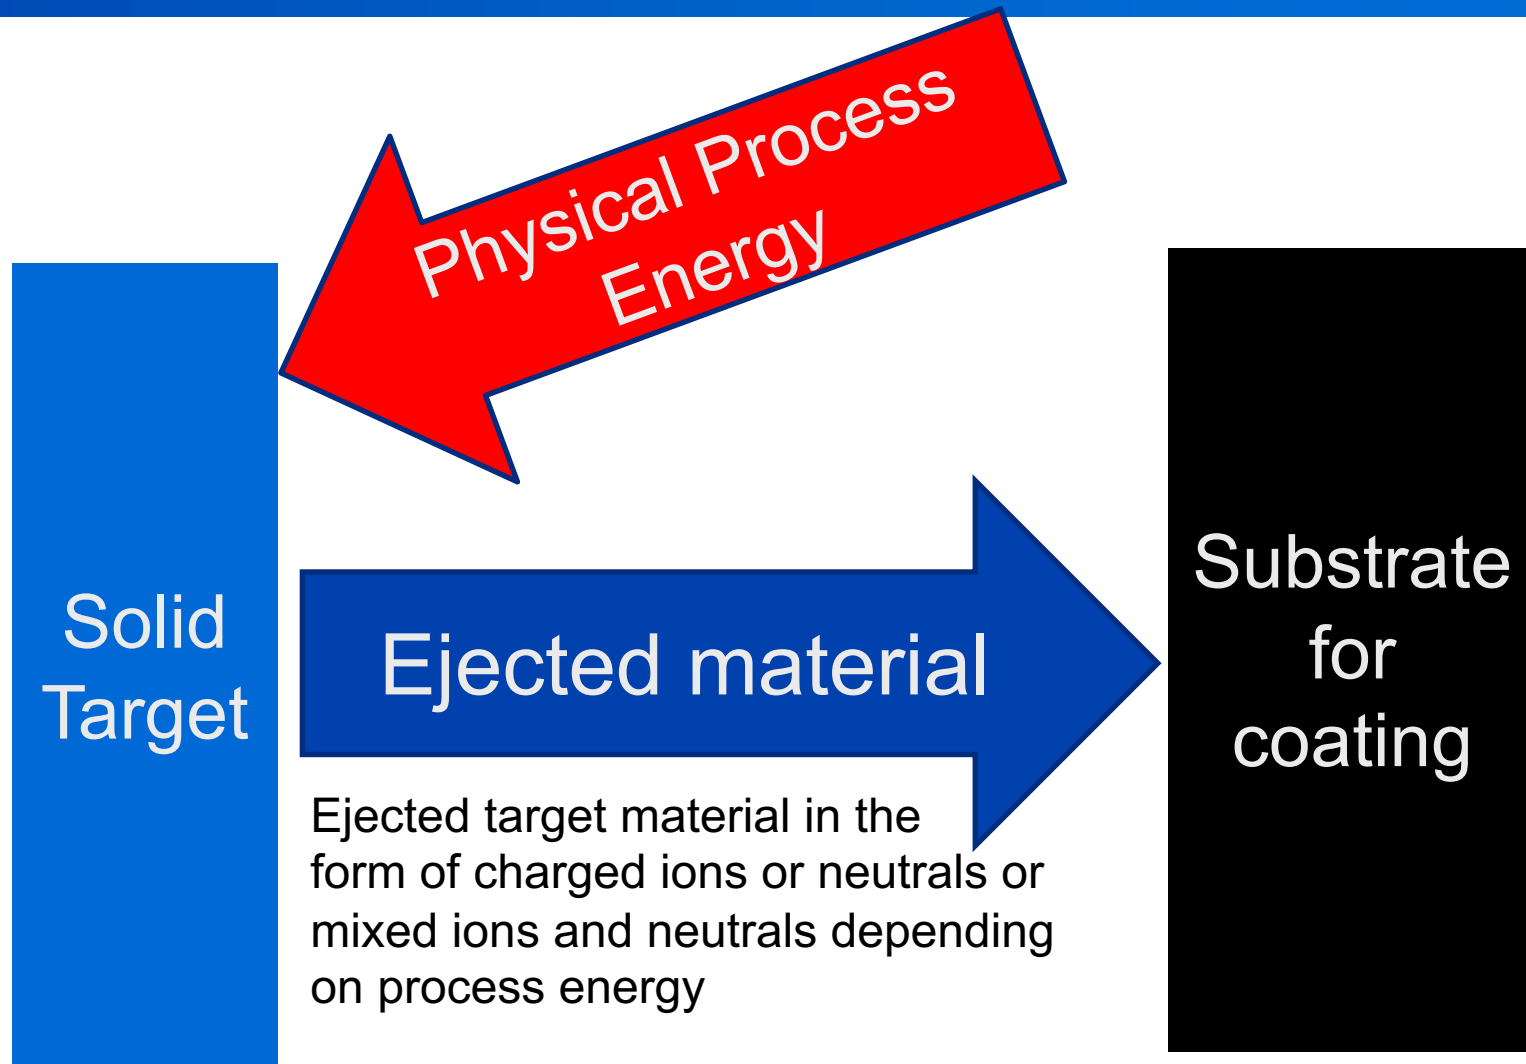 Physical Process
Energy
Solid
Target
Ejected material
Substrate
for
coating
Ejected target material in the
form of charged ions or neutrals or
mixed ions and neutrals depending
on process energy